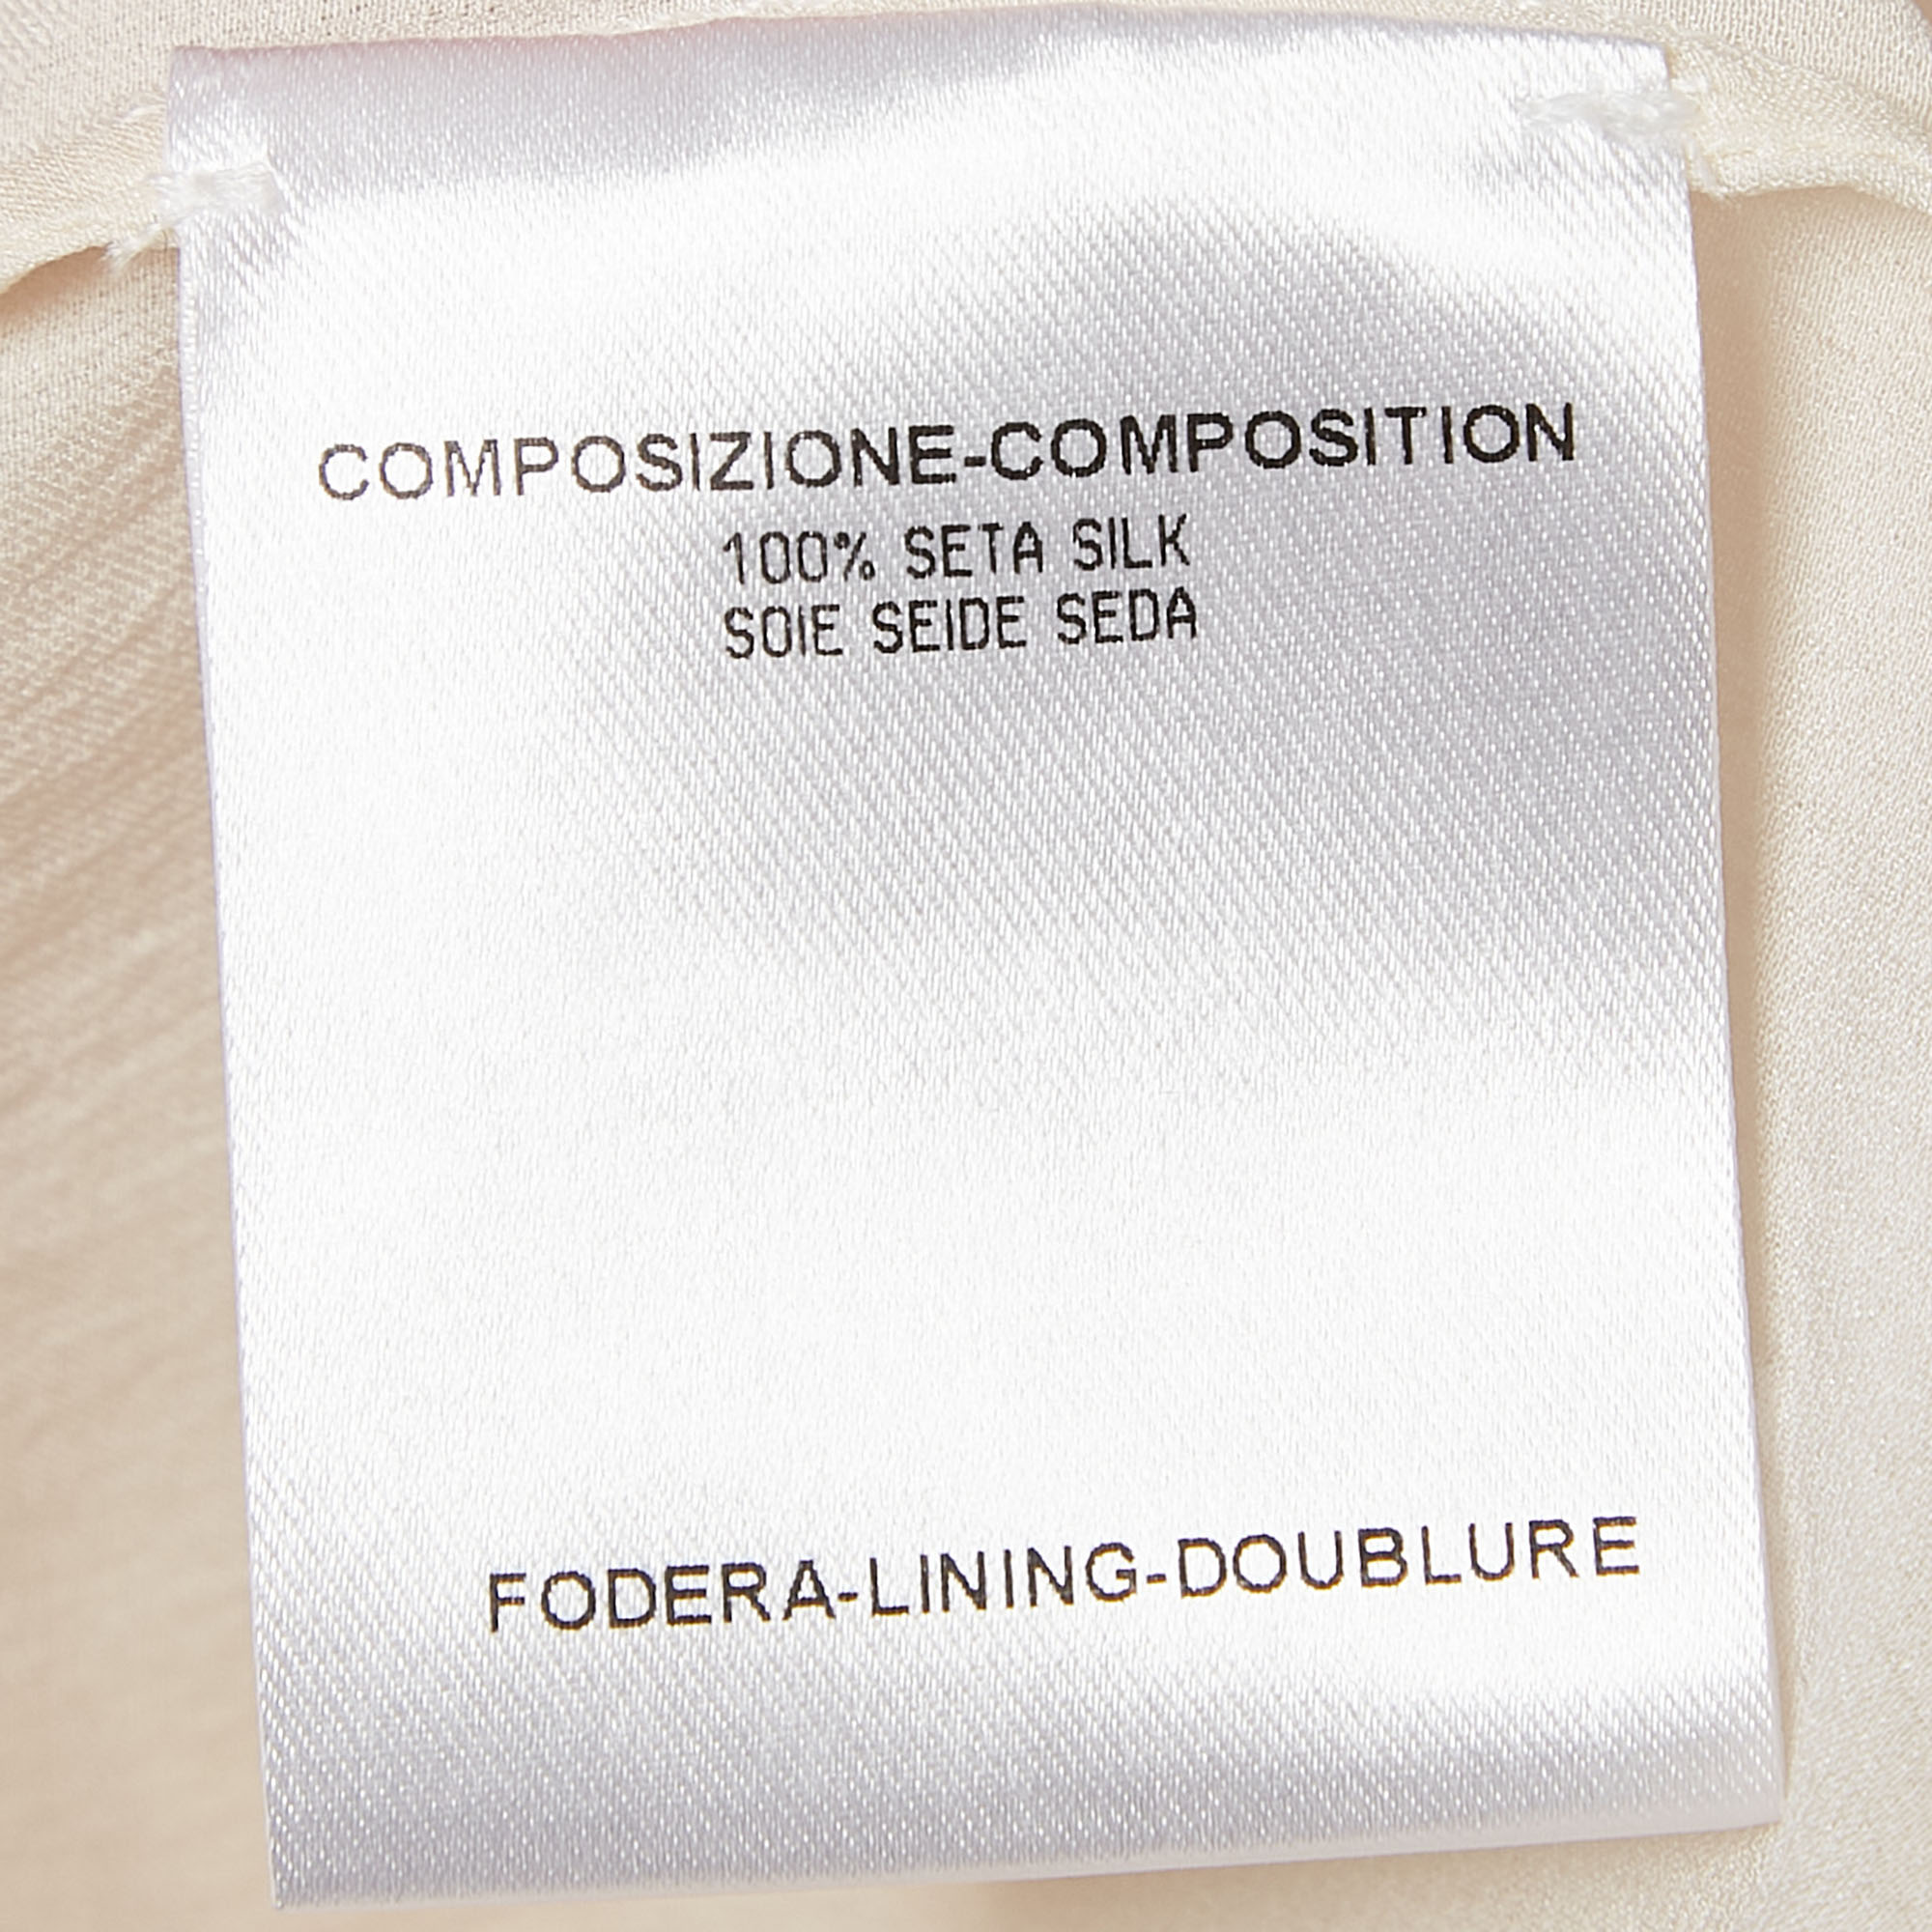 COMPOSIZIONE-COMPOSITION
100% SETA SILK
SOIE SEIDE SEDA
FODERA-LINING-DOUBLURE